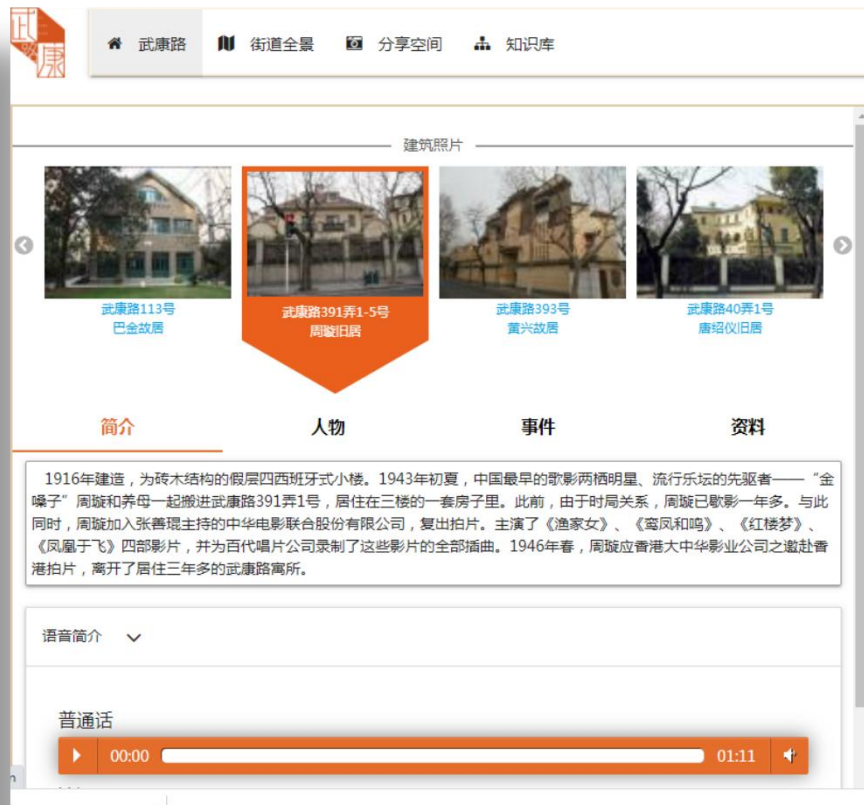 武康路
武康路
街道全景
分享空间
知识库
建筑照片
武康路113号
巴金故居
武康路391弄1-5号
周璇旧居
武康路393号
黄兴故居
武康路40弄1号
唐绍仪旧居
简介
人物
事件
资料
1916年建造，为砖木结构的假层四西班牙式小楼。1943年初夏，中国最早的歌影两栖明星、流行乐坛的先驱者——“金
嗓子”周璇和养母一起搬进武康路391弄1号，居住在三楼的一套房子里。此前，由于时局关系，周璇已歇影一年多。与此
同时，周璇加入张善琨主持的中华电影联合股份有限公司，复出拍片。主演了《渔家女》、《鸾凤和鸣》、《红楼梦》、
《凤凰于飞》四部影片，并为百代唱片公司录制了这些影片的全部插曲。1946年春，周璇应香港大中华影业公司之邀赴香
港拍片，离开了居住三年多的武康路寓所。
语音简介
普通话
00:00
01:11